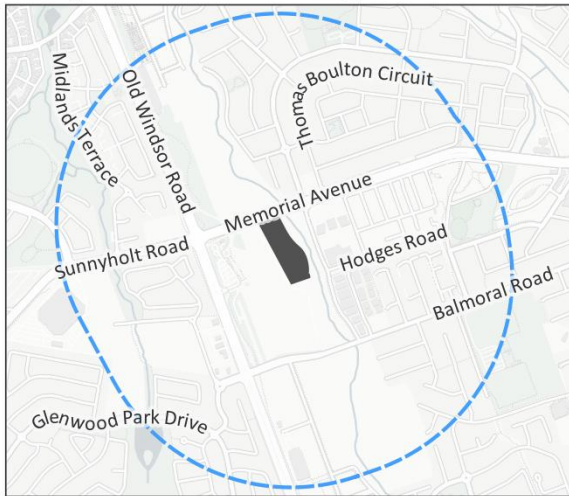 Midlands Terrace
Old Windsor Road
Thomas Boulton Circuit
Memorial Avenue
Sunnyholt Road
Hodges Road
Balmoral Road
Glenwood Park Drive